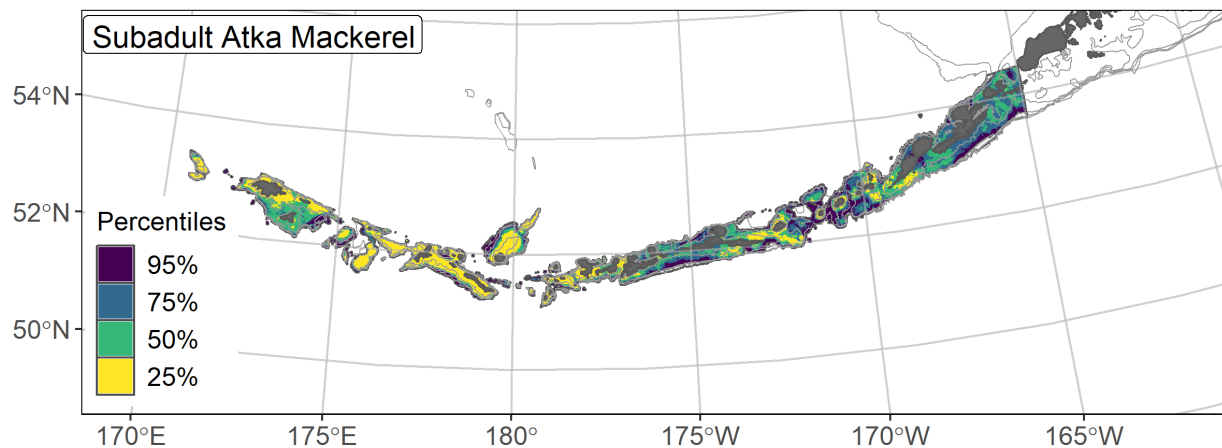 Subadult Atka Mackerel
54°N
52°N
50°N
Percentiles
95%
75%
50%
25%
170°E
175°E
180°
175°W
170°W
165°W